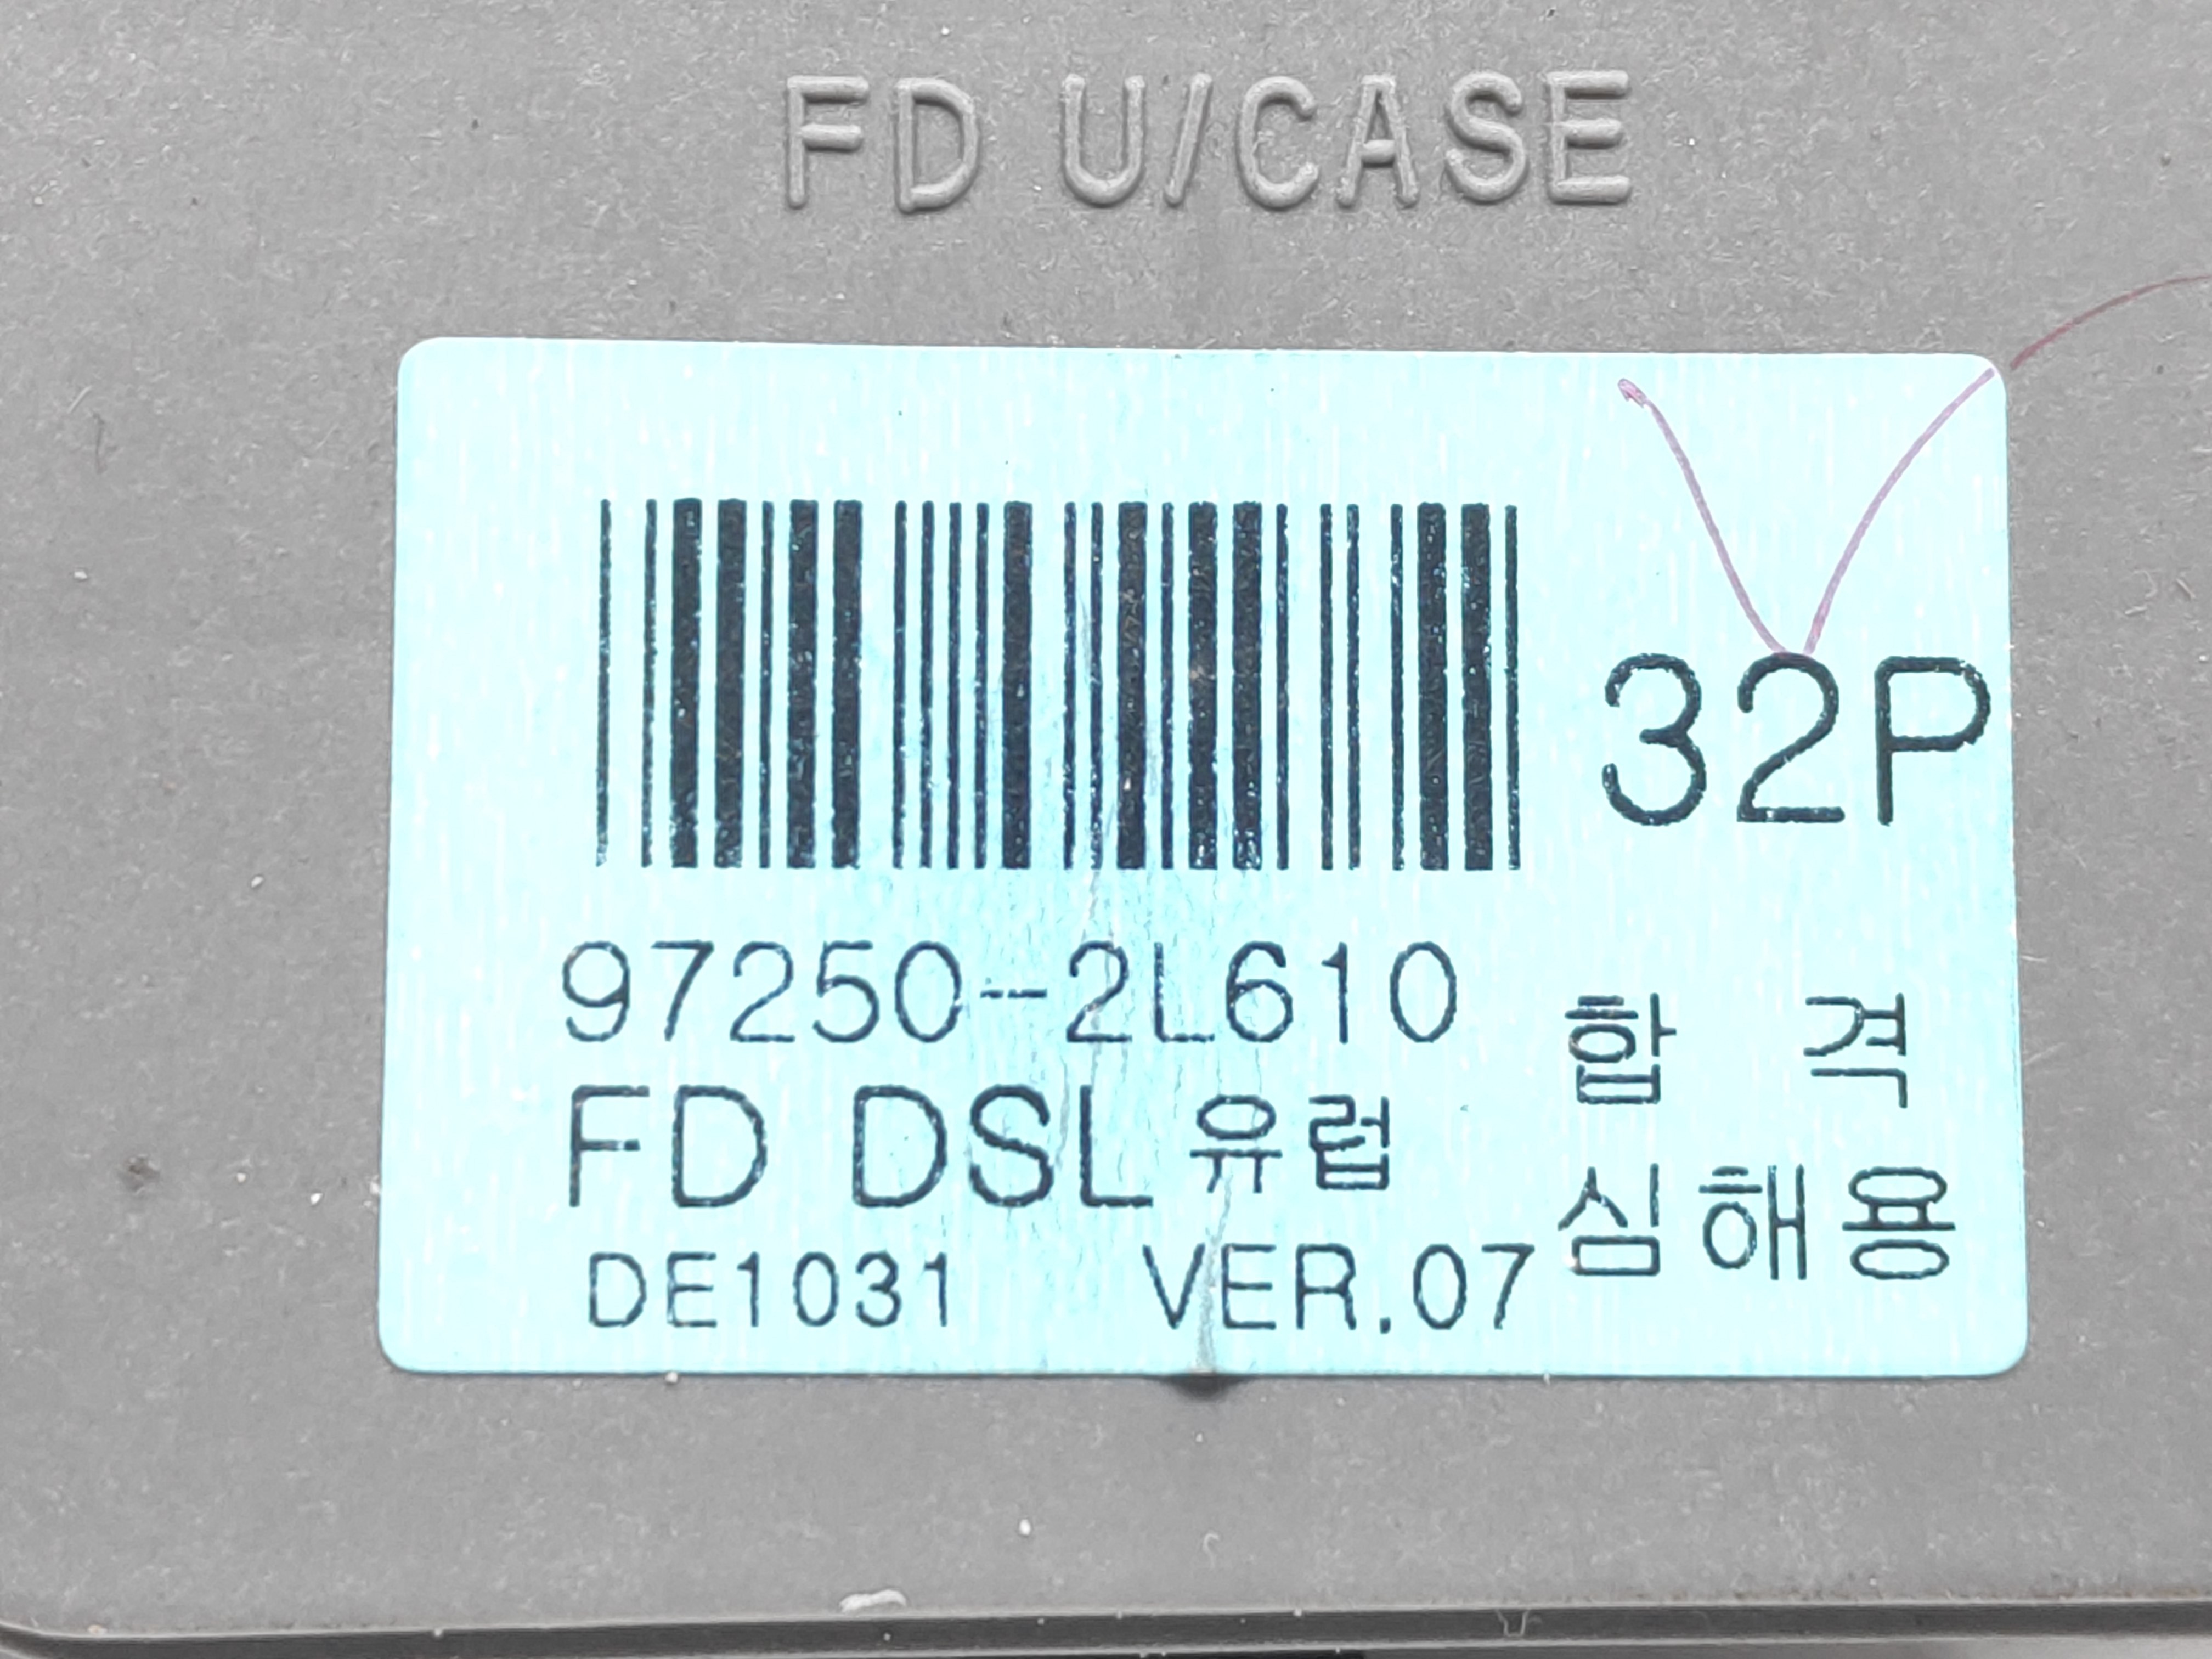 FD U/CASE
32P
97250-2L610
합 격
FD DSL 유럽
심해용
DE1031 VER.07